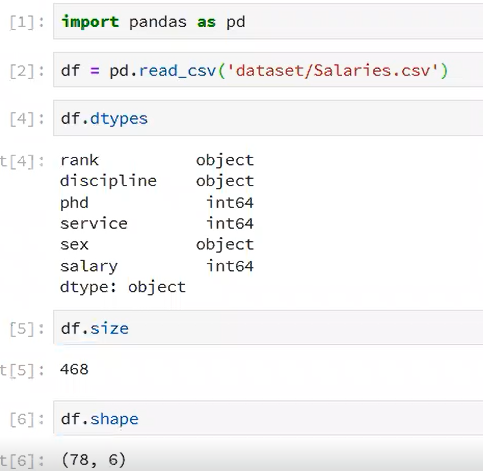 [1]: import pandas as pd
[2]: df = pd.read_csv('dataset/Salaries.csv')
[4]: df.dtypes
t[4]: rank object
discipline object
phd int64
service int64
sex object
salary int64
dtype: object
[5]: df.size
t[5]: 468
[6]: df.shape
t[6]: (78, 6)